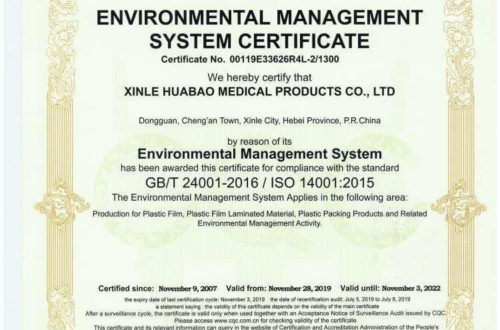 ENVIRONMENTAL MANAGEMENT
SYSTEM CERTIFICATE
Certificate No. 00119E33626R4L-2/1300
We hereby certify that
XINLE HUABAO MEDICAL PRODUCTS CO., LTD
Dongguan, Cheng'an Town, Xinle City, Hebei Province, P.R.China
by reason of its
Environmental Management System
has been awarded this certificate for compliance with the standard
GB/T 24001-2016 / ISO 14001:2015
The Environmental Management System Applies in the following area:
Production for Plastic Film, Plastic Film Laminated Material, Plastic Packing Products and Related
Environmental Management Activity.
Certified since: November 9, 2007 Valid from: November 28, 2019 Valid until: November 3, 2022
the expiry date of last certification cycle: November 3, 2019 the date of recertification audit: July 5, 2019 to July 8, 2019
a statement saying : the validity of this certificate depends on the validity of the main certificate
After a surveillance cycle, the certificate is valid only when used together with an Acceptance Notice of Surveillance Audit issued by CQC.
Please access www.cqc.com.cn for checking validity of the certificate.
This certificate and its relevant information can query in the website of Certification and Accreditation Administration of the People's